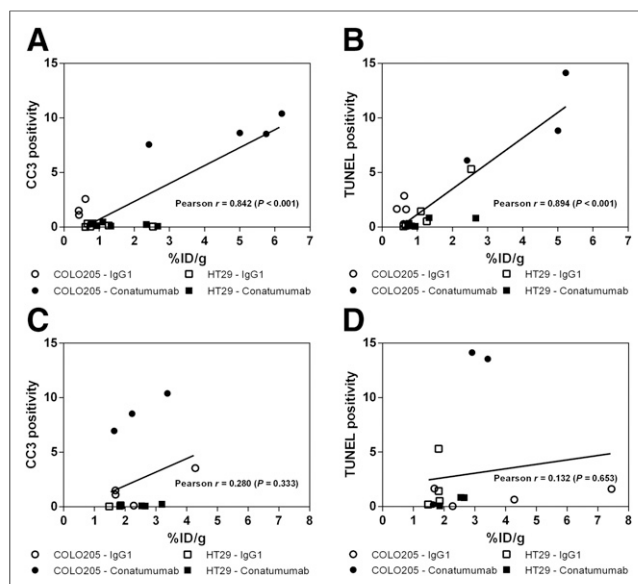 A
CC3 positivity
15
10
5
0
0 1 2 3 4 5 6 7
%ID/g
Pearson r = 0.842 (P < 0.001)
COLO205 - IgG1
HT29 - IgG1
COLO205 - Conatumumab
HT29 - Conatumumab
B
TUNEL positivity
15
10
5
0
0 1 2 3 4 5 6 7
%ID/g
Pearson r = 0.894 (P < 0.001)
COLO205 - IgG1
HT29 - IgG1
COLO205 - Conatumumab
HT29 - Conatumumab
C
CC3 positivity
15
10
5
0
0 1 2 3 4 5 6 7 8
%ID/g
Pearson r = 0.280 (P = 0.333)
COLO205 - IgG1
HT29 - IgG1
COLO205 - Conatumumab
HT29 - Conatumumab
D
TUNEL positivity
15
10
5
0
0 1 2 3 4 5 6 7 8
%ID/g
Pearson r = 0.132 (P = 0.653)
COLO205 - IgG1
HT29 - IgG1
COLO205 - Conatumumab
HT29 - Conatumumab